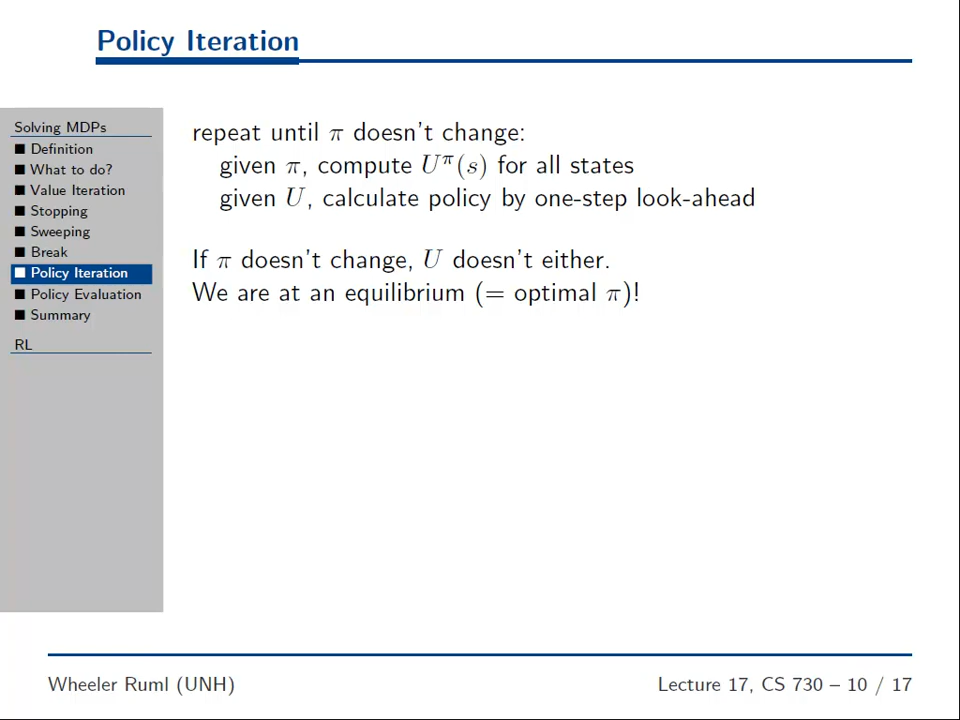 Policy Iteration
Solving MDPs
■ Definition
■ What to do?
■ Value Iteration
■ Stopping
■ Sweeping
■ Break
■ Policy Iteration
■ Policy Evaluation
■ Summary
RL
repeat until π doesn't change:
given π, compute U^π(s) for all states
given U, calculate policy by one-step look-ahead
If π doesn't change, U doesn't either.
We are at an equilibrium (= optimal π)!
Wheeler Ruml (UNH)
Lecture 17, CS 730 – 10 / 17